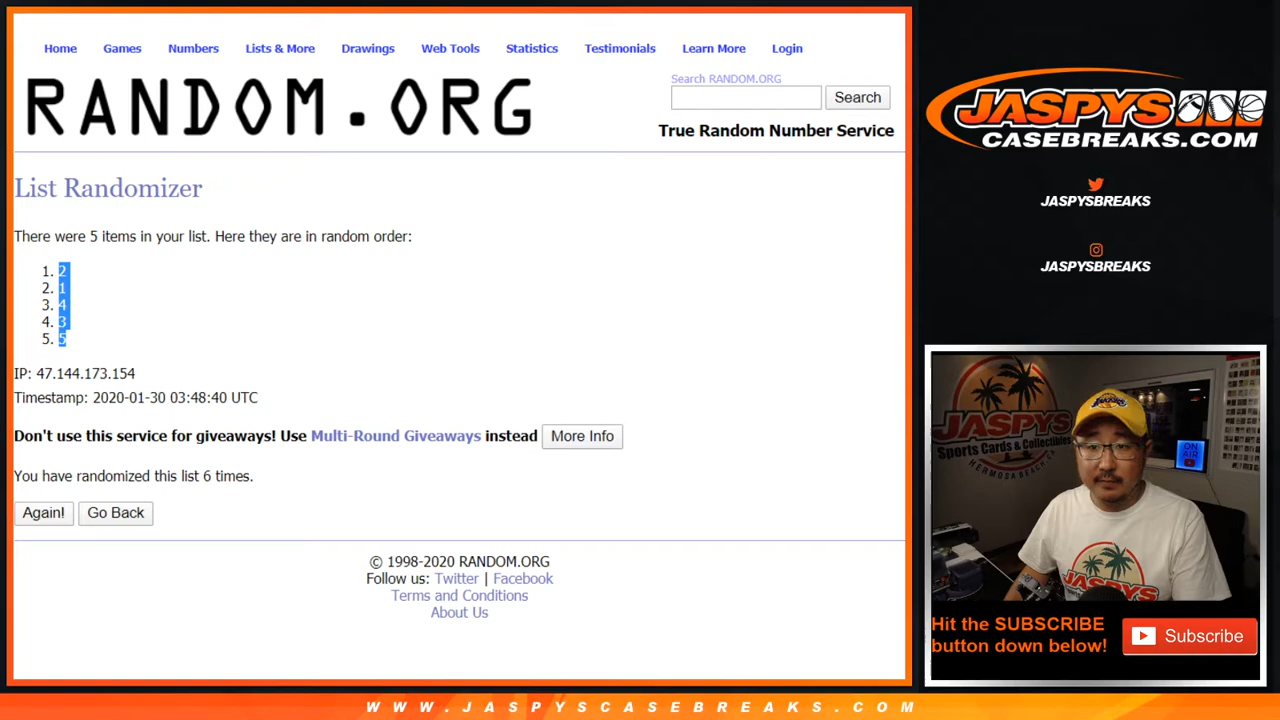 Home Games Numbers Lists & More Drawings Web Tools Statistics Testimonials Learn More Login
RANDOM.ORG
Search RANDOM.ORG
Search
True Random Number Service
List Randomizer
There were 5 items in your list. Here they are in random order:
1. 2
2. 1
3. 4
4. 3
5. 5
IP: 47.144.173.154
Timestamp: 2020-01-30 03:48:40 UTC
Don't use this service for giveaways! Use Multi-Round Giveaways instead More Info
You have randomized this list 6 times.
Again! Go Back
© 1998-2020 RANDOM.ORG
Follow us: Twitter | Facebook
Terms and Conditions
About Us
JASPYS
CASEBREAKS.COM
JASPYSBREAKS
JASPYSBREAKS
JASPYS
Sports Cards & Collectibles
HERMOSA BEACH, CA
ON AIR
Hit the SUBSCRIBE
button down below!
Subscribe
WWW.JASPYSCASEBREAKS.COM